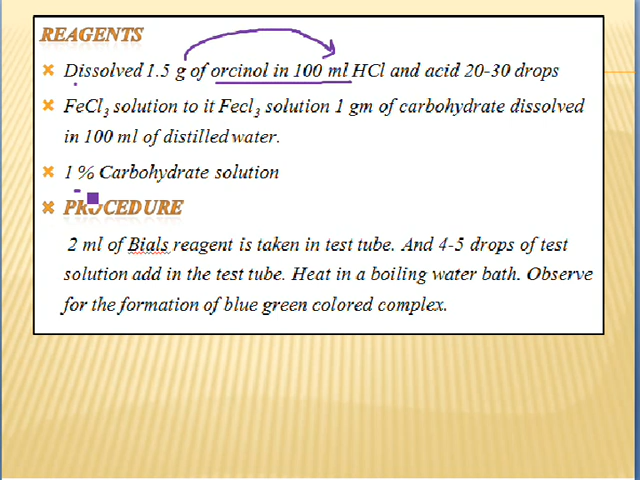 REAGENTS
Dissolved 1.5 g of orcinol in 100 ml HCl and acid 20-30 drops
FeCl3 solution to it Fecl3 solution 1 gm of carbohydrate dissolved
in 100 ml of distilled water.
1 % Carbohydrate solution
PROCEDURE
2 ml of Bials reagent is taken in test tube. And 4-5 drops of test
solution add in the test tube. Heat in a boiling water bath. Observe
for the formation of blue green colored complex.